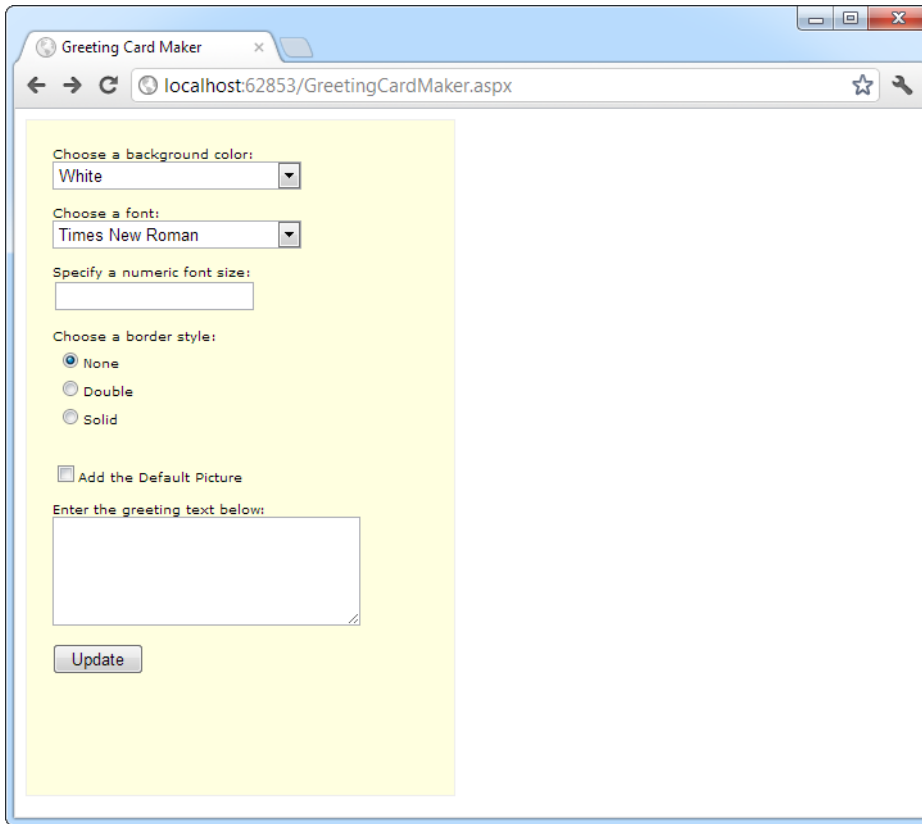 Greeting Card Maker
localhost:62853/GreetingCardMaker.aspx
Choose a background color:
White
Choose a font:
Times New Roman
Specify a numeric font size:
Choose a border style:
None
Double
Solid
Add the Default Picture
Enter the greeting text below:
Update